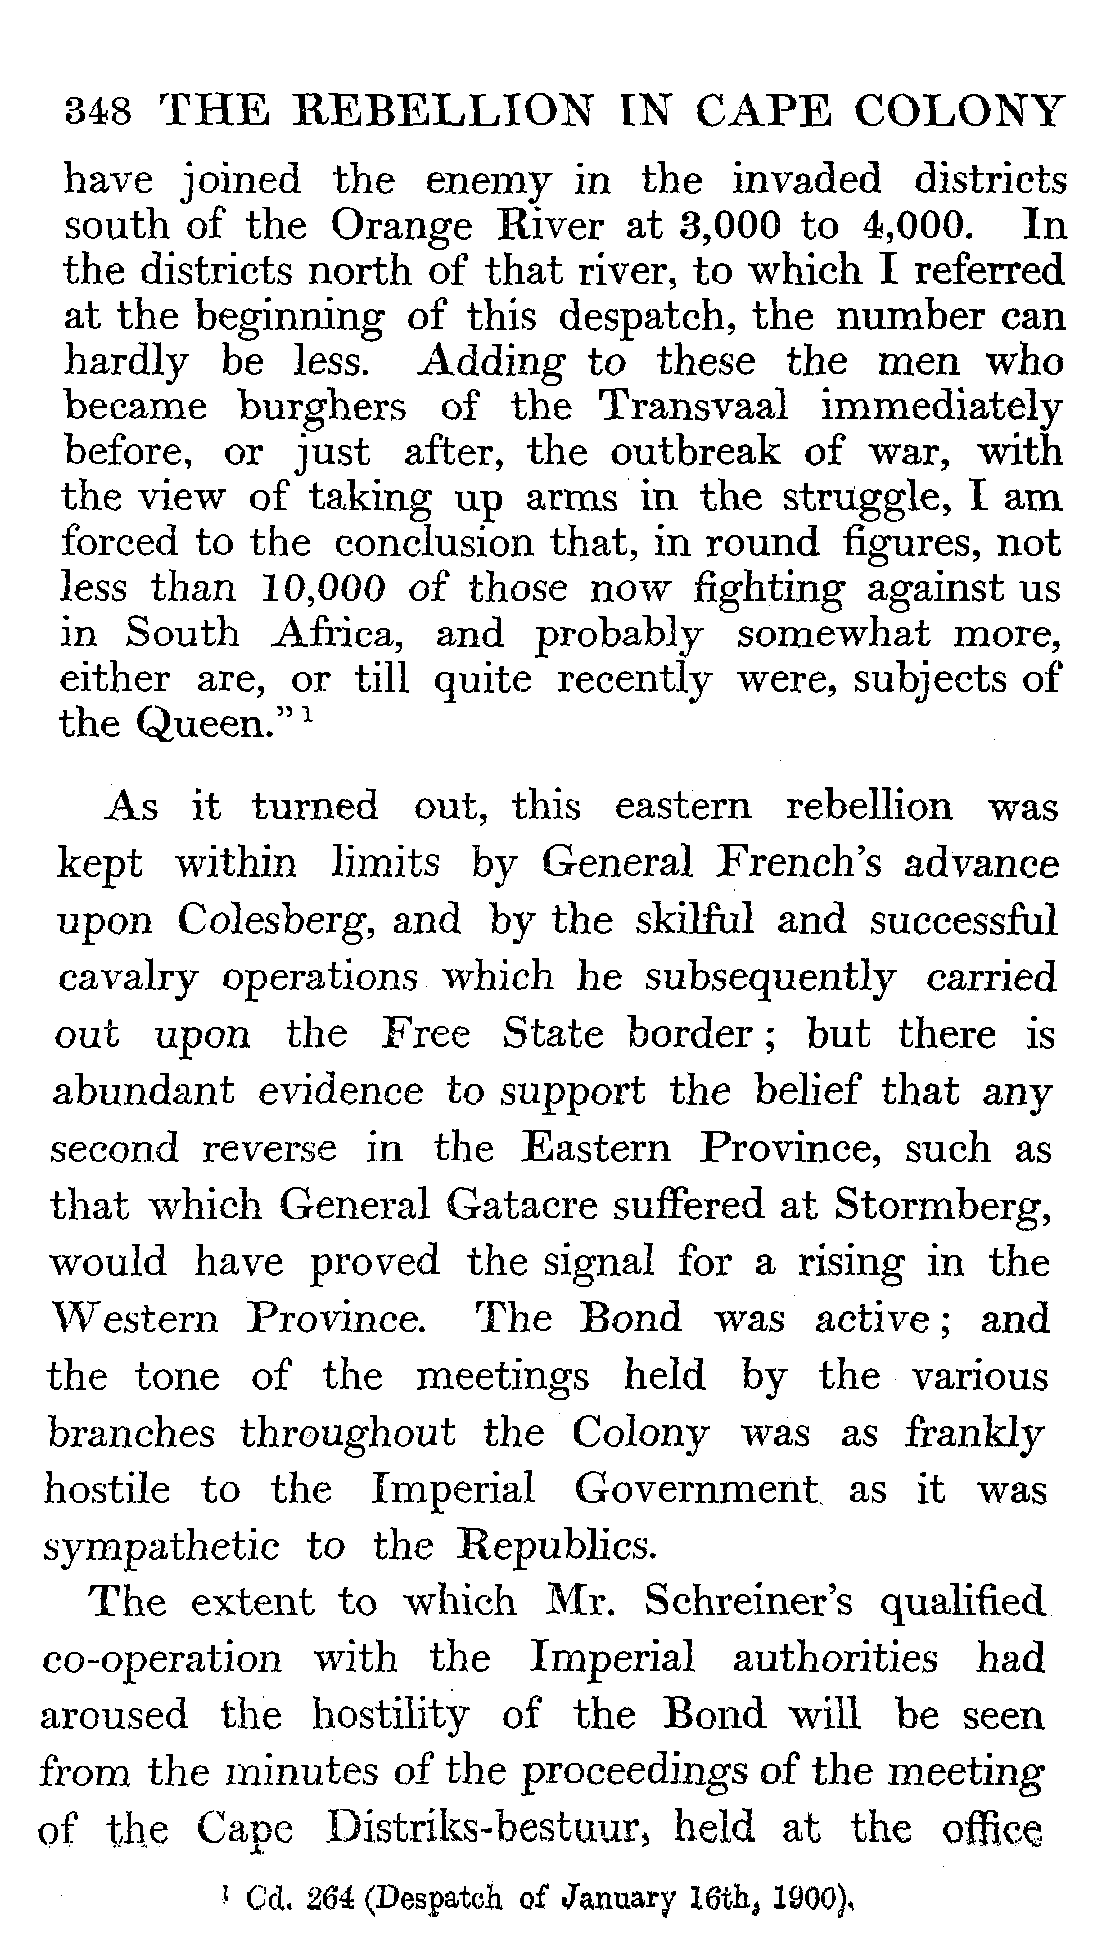 348 THE REBELLION IN CAPE COLONY
have joined the enemy in the invaded districts
south of the Orange River at 3,000 to 4,000. In
the districts north of that river, to which I referred
at the beginning of this despatch, the number can
hardly be less. Adding to these the men who
became burghers of the Transvaal immediately
before, or just after, the outbreak of war, with
the view of taking up arms in the struggle, I am
forced to the conclusion that, in round figures, not
less than 10,000 of those now fighting against us
in South Africa, and probably somewhat more,
either are, or till quite recently were, subjects of
the Queen." ¹
As it turned out, this eastern rebellion was
kept within limits by General French's advance
upon Colesberg, and by the skilful and successful
cavalry operations which he subsequently carried
out upon the Free State border; but there is
abundant evidence to support the belief that any
second reverse in the Eastern Province, such as
that which General Gatacre suffered at Stormberg,
would have proved the signal for a rising in the
Western Province. The Bond was active; and
the tone of the meetings held by the various
branches throughout the Colony was as frankly
hostile to the Imperial Government as it was
sympathetic to the Republics.
The extent to which Mr. Schreiner's qualified
co-operation with the Imperial authorities had
aroused the hostility of the Bond will be seen
from the minutes of the proceedings of the meeting
of the Cape Distriks-bestuur, held at the office
¹ Cd. 264 (Despatch of January 16th, 1900).